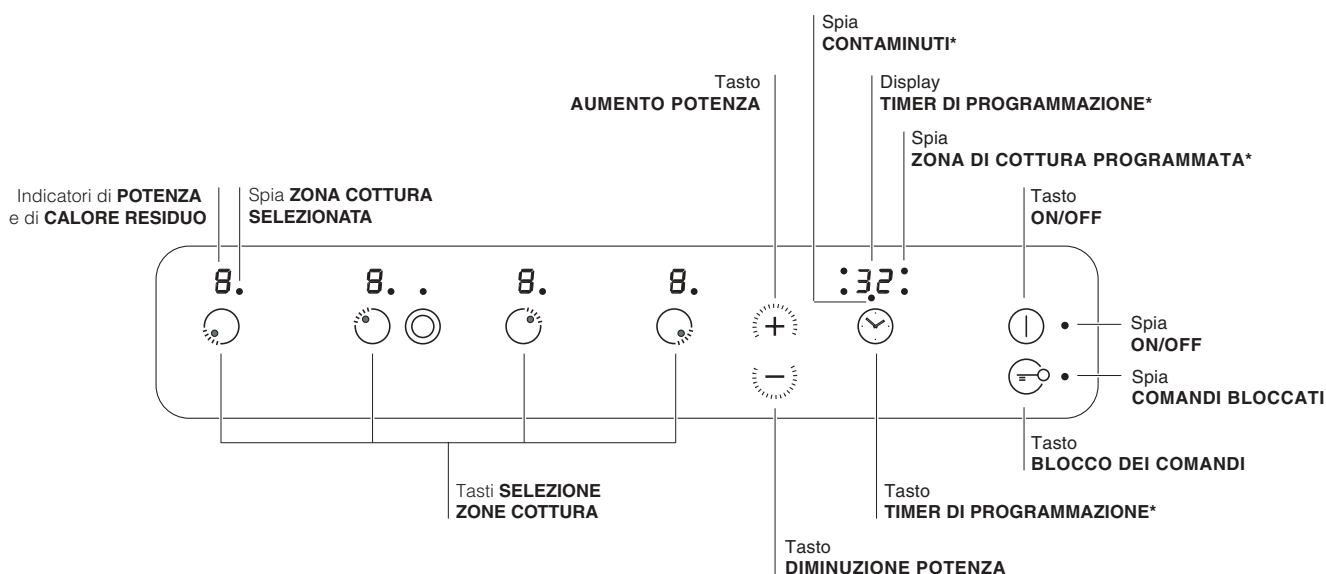 Spia
CONTAMINUTI*
Tasto
AUMENTO POTENZA
Display
TIMER DI PROGRAMMAZIONE*
Spia
ZONA DI COTTURA PROGRAMMATA*
Indicatori di POTENZA
e di CALORE RESIDUO
Spia ZONA COTTURA
SELEZIONATA
Tasto
ON/OFF
8. 8. 8. 8. 32
+
−
Spia
ON/OFF
Spia
COMANDI BLOCCATI
Tasto
BLOCCO DEI COMANDI
Tasti SELEZIONE
ZONE COTTURA
Tasto
TIMER DI PROGRAMMAZIONE*
Tasto
DIMINUZIONE POTENZA